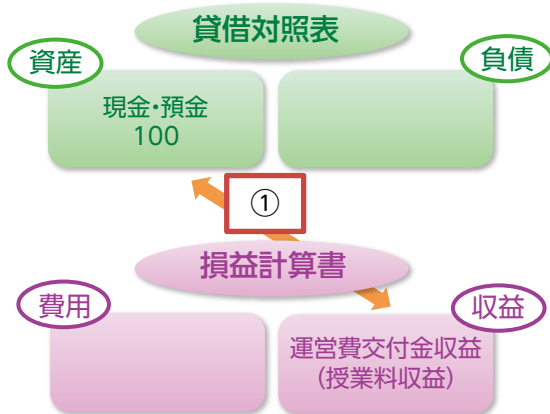 貸借対照表
資産
負債
現金・預金
100
①
損益計算書
費用
収益
運営費交付金収益
（授業料収益）